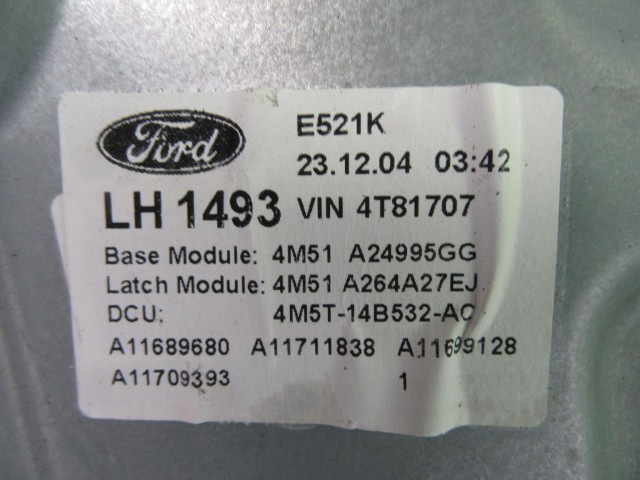 Ford
E521K
23.12.04 03:42
LH 1493 VIN 4T81707
Base Module: 4M51 A24995GG
Latch Module: 4M51 A264A27EJ
DCU: 4M5T-14B532-AC
A11689680 A11711838 A11699128
A11709393 1